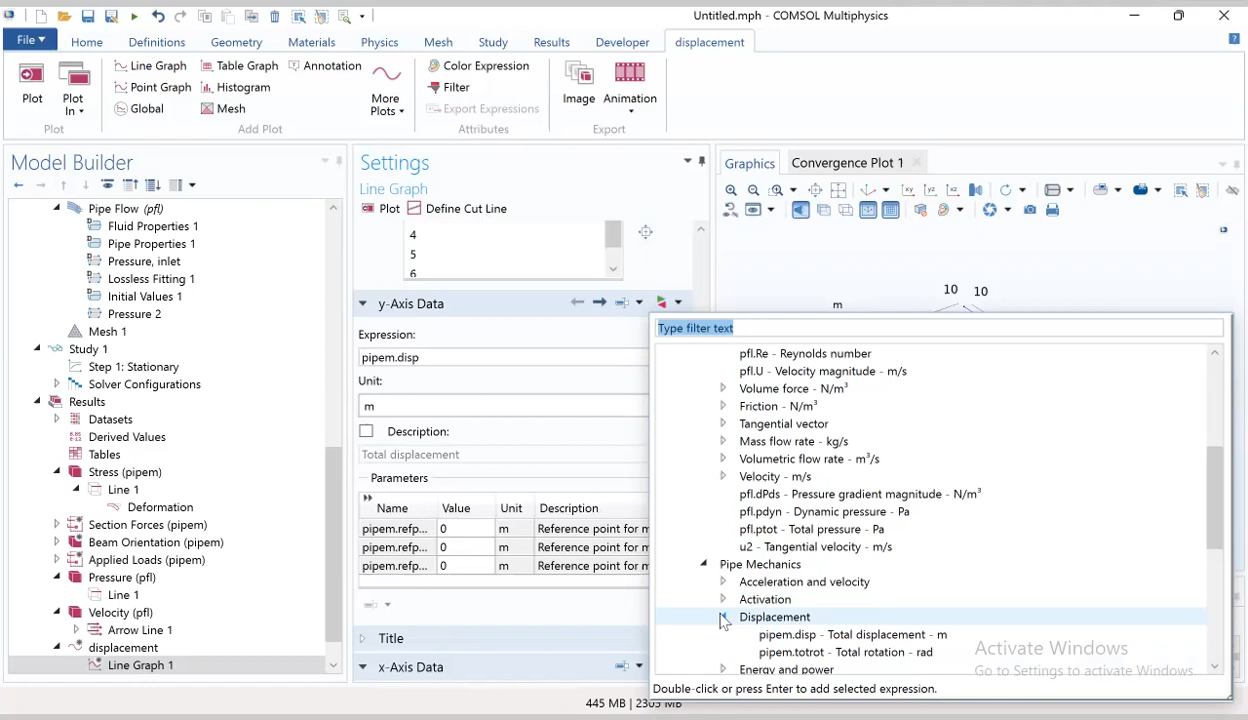 Untitled.mph - COMSOL Multiphysics
File Home Definitions Geometry Materials Physics Mesh Study Results Developer displacement
Plot
Plot In
Line Graph Table Graph Annotation
Point Graph Histogram
Global Mesh
More Plots
Color Expression
Filter
Export Expressions
Image Animation
Plot Add Plot Attributes Export
Model Builder
Pipe Flow (pfl)
Fluid Properties 1
Pipe Properties 1
Pressure, inlet
Lossless Fitting 1
Initial Values 1
Pressure 2
Mesh 1
Study 1
Step 1: Stationary
Solver Configurations
Results
Datasets
Derived Values
Tables
Stress (pipem)
Line 1
Deformation
Section Forces (pipem)
Beam Orientation (pipem)
Applied Loads (pipem)
Pressure (pfl)
Line 1
Velocity (pfl)
Arrow Line 1
displacement
Line Graph 1
Settings
Line Graph
Plot Define Cut Line
4
5
6
y-Axis Data
Expression:
pipem.disp
Unit:
m
Description:
Total displacement
Parameters
Name Value Unit Description
pipem.refp... 0 m Reference point for m
pipem.refp... 0 m Reference point for m
pipem.refp... 0 m Reference point for m
Title
x-Axis Data
Graphics Convergence Plot 1
xy yz xz
10 10
m
Type filter text
pfl.Re - Reynolds number
pfl.U - Velocity magnitude - m/s
Volume force - N/m³
Friction - N/m³
Tangential vector
Mass flow rate - kg/s
Volumetric flow rate - m³/s
Velocity - m/s
pfl.dPds - Pressure gradient magnitude - N/m³
pfl.pdyn - Dynamic pressure - Pa
pfl.ptot - Total pressure - Pa
u2 - Tangential velocity - m/s
Pipe Mechanics
Acceleration and velocity
Activation
Displacement
pipem.disp - Total displacement - m
pipem.totrot - Total rotation - rad
Energy and power
Double-click or press Enter to add selected expression.
Activate Windows
Go to Settings to activate Windows.
445 MB | 2305 MB